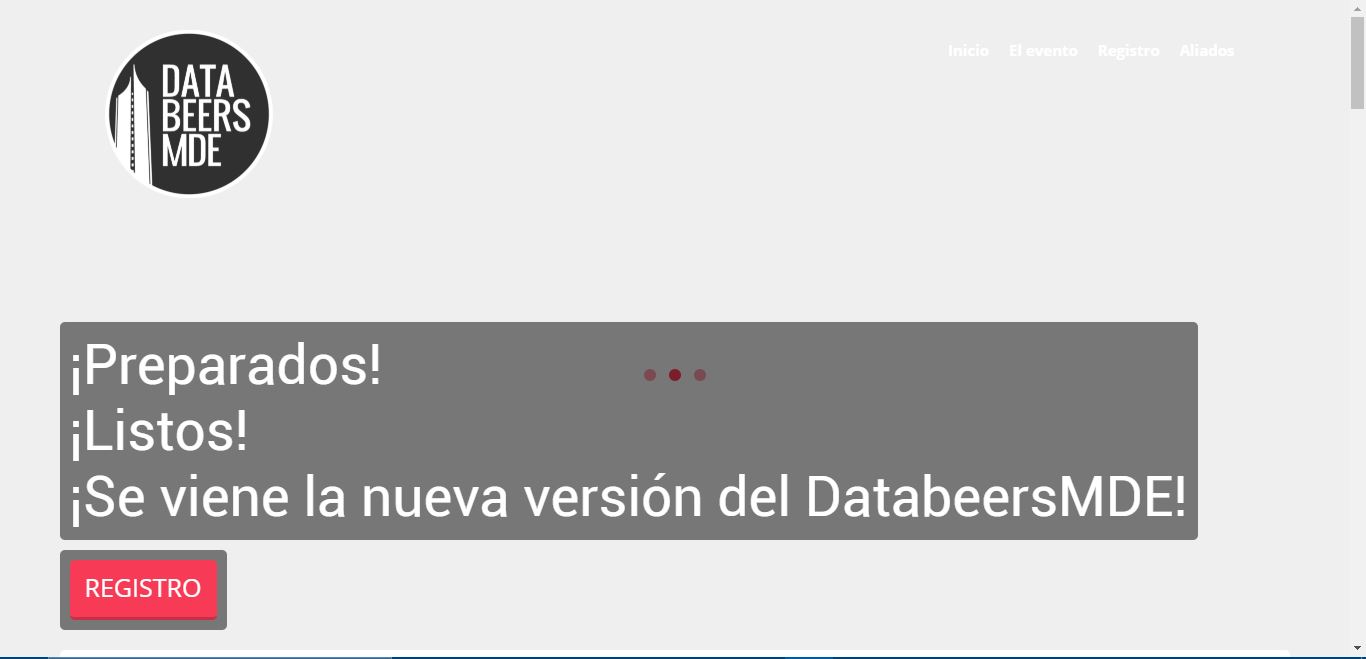 DATA
BEERS
MDE
Inicio El evento Registro Aliados
¡Preparados!
¡Listos!
¡Se viene la nueva versión del DatabeersMDE!
REGISTRO